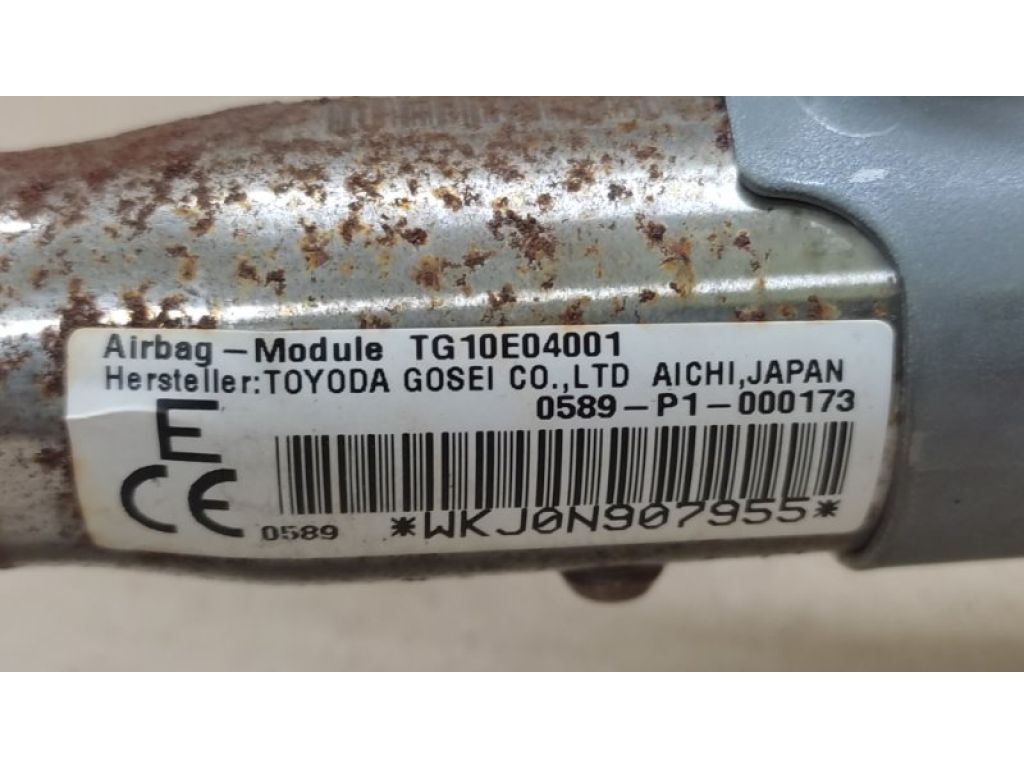 Airbag-Module TG10E04001
Hersteller:TOYODA GOSEI CO.,LTD AICHI,JAPAN
0589-P1-000173
E
CE 0589
*WKJ0N907955*